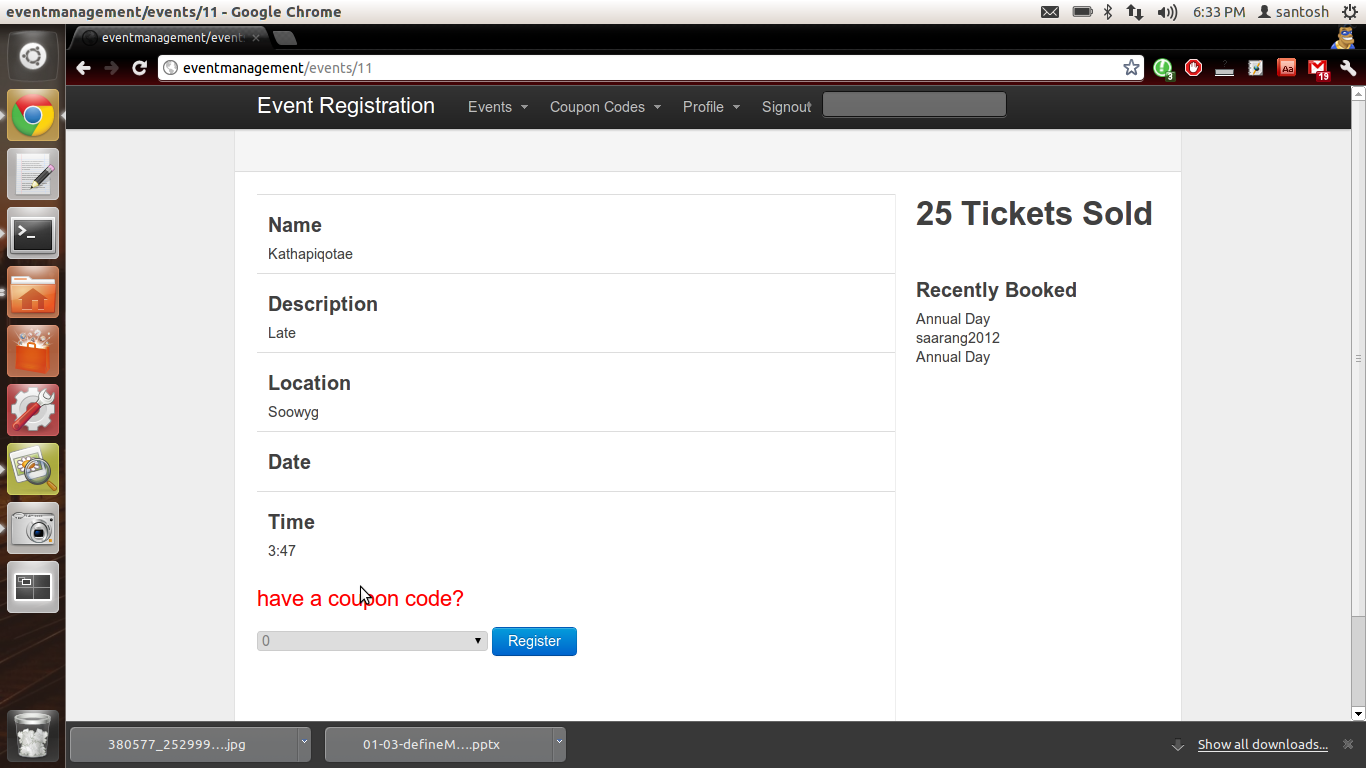 eventmanagement/events/11 - Google Chrome
6:33 PM
santosh
eventmanagement/event
eventmanagement/events/11
3
Aa
19
Event Registration
Events
Coupon Codes
Profile
Signout
Name
Kathapiqotae
Description
Late
Location
Soowyg
Date
Time
3:47
have a coupon code?
0
Register
25 Tickets Sold
Recently Booked
Annual Day
saarang2012
Annual Day
380577_252999....jpg
01-03-defineM....pptx
Show all downloads...